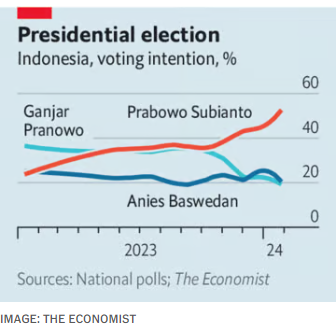 Presidential election
Indonesia, voting intention, %
60
Ganjar
Pranowo
Prabowo Subianto
40
20
Anies Baswedan
0
2023
24
Sources: National polls; The Economist
IMAGE: THE ECONOMIST